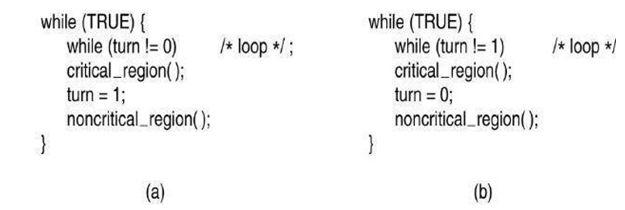 while (TRUE) {
while (turn != 0) /* loop */ ;
critical_region( );
turn = 1;
noncritical_region( );
}
(a)
while (TRUE) {
while (turn != 1) /* loop */
critical_region( );
turn = 0;
noncritical_region( );
}
(b)